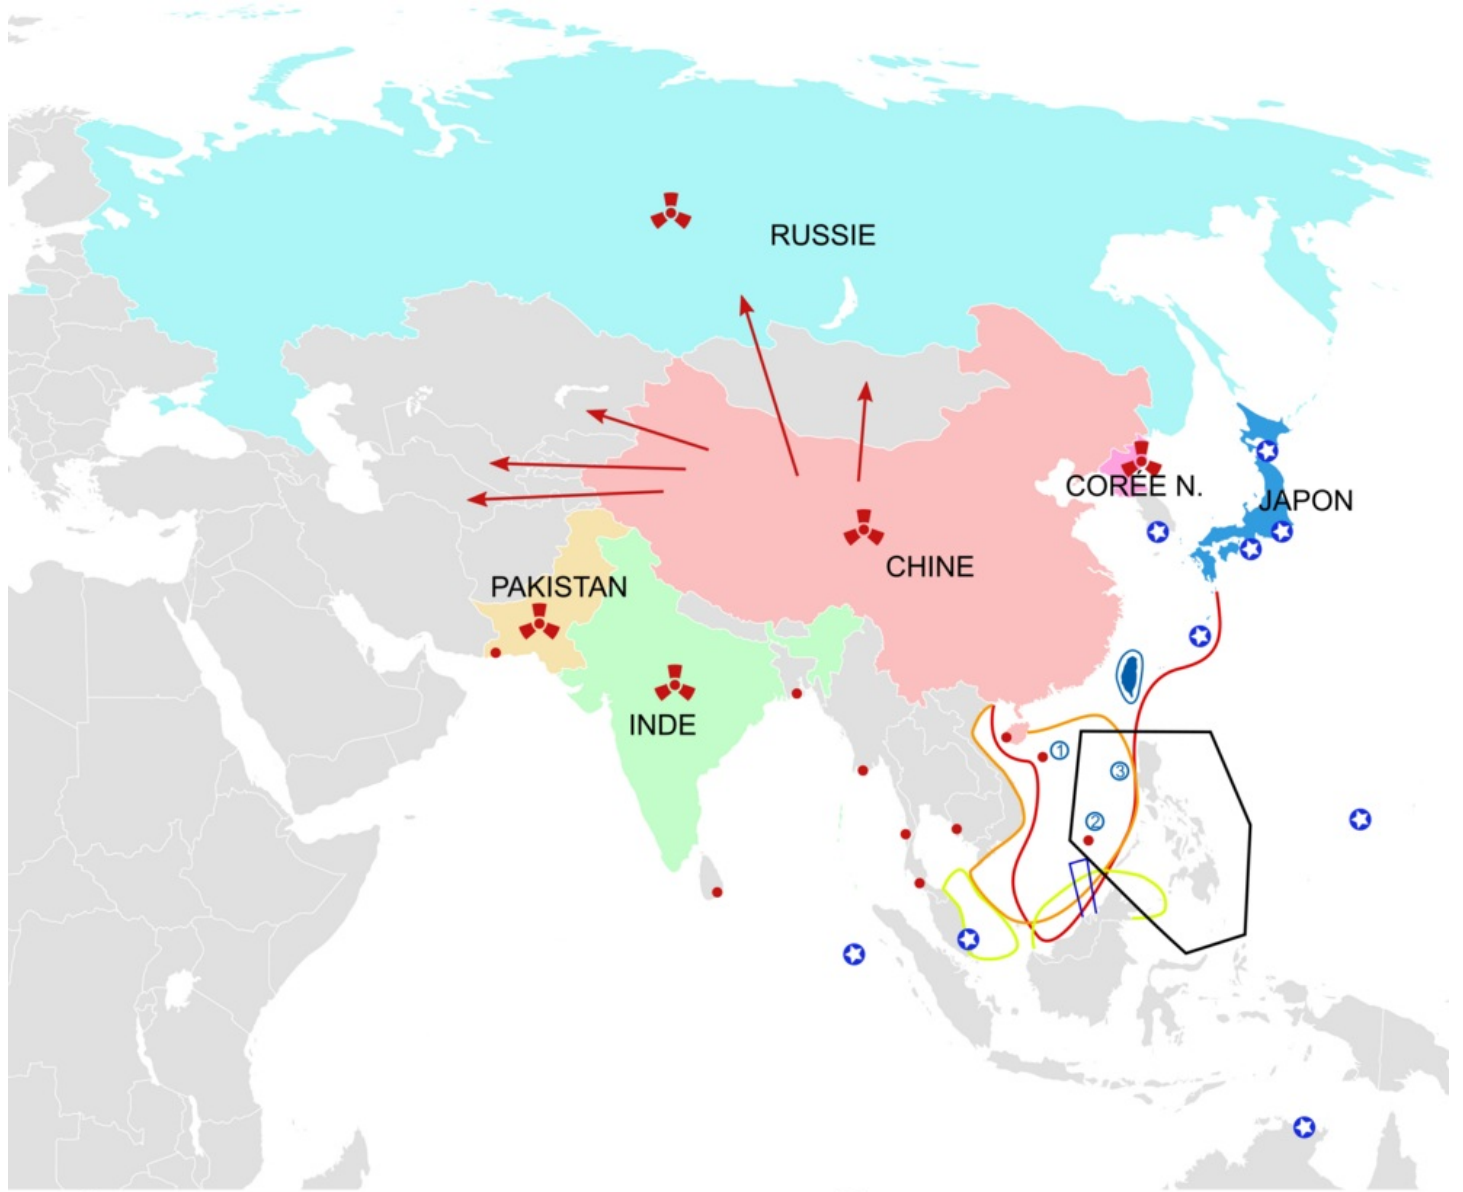 RUSSIE
CORÉE N.
JAPON
CHINE
PAKISTAN
INDE
①
③
②